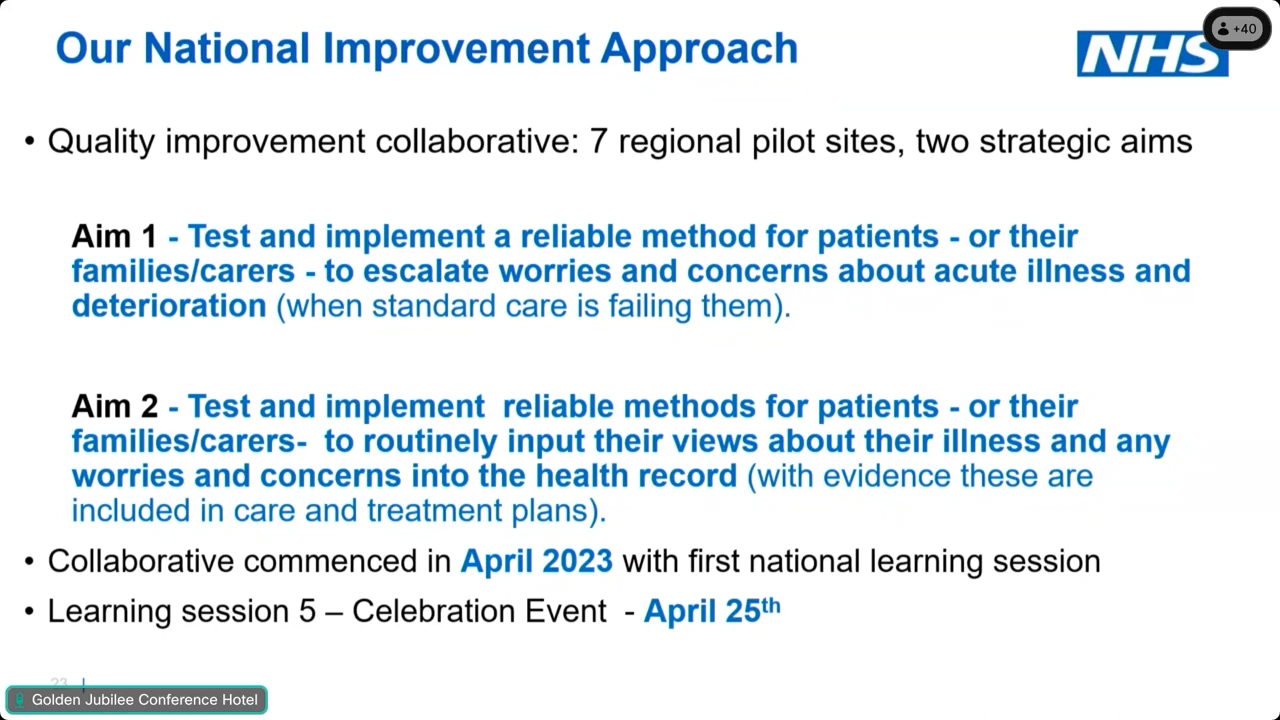 Our National Improvement Approach
NHS
+40
• Quality improvement collaborative: 7 regional pilot sites, two strategic aims
Aim 1 - Test and implement a reliable method for patients - or their
families/carers - to escalate worries and concerns about acute illness and
deterioration (when standard care is failing them).
Aim 2 - Test and implement  reliable methods for patients - or their
families/carers-  to routinely input their views about their illness and any
worries and concerns into the health record (with evidence these are
included in care and treatment plans).
• Collaborative commenced in April 2023 with first national learning session
• Learning session 5 – Celebration Event  - April 25th
23 |
Golden Jubilee Conference Hotel